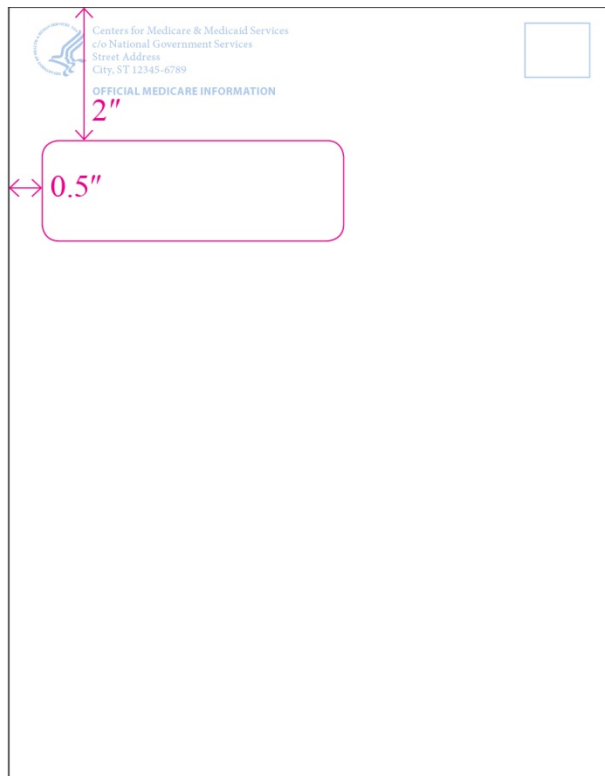 Centers for Medicare & Medicaid Services
c/o National Government Services
Street Address
City, ST 12345-6789
OFFICIAL MEDICARE INFORMATION
2″
0.5″